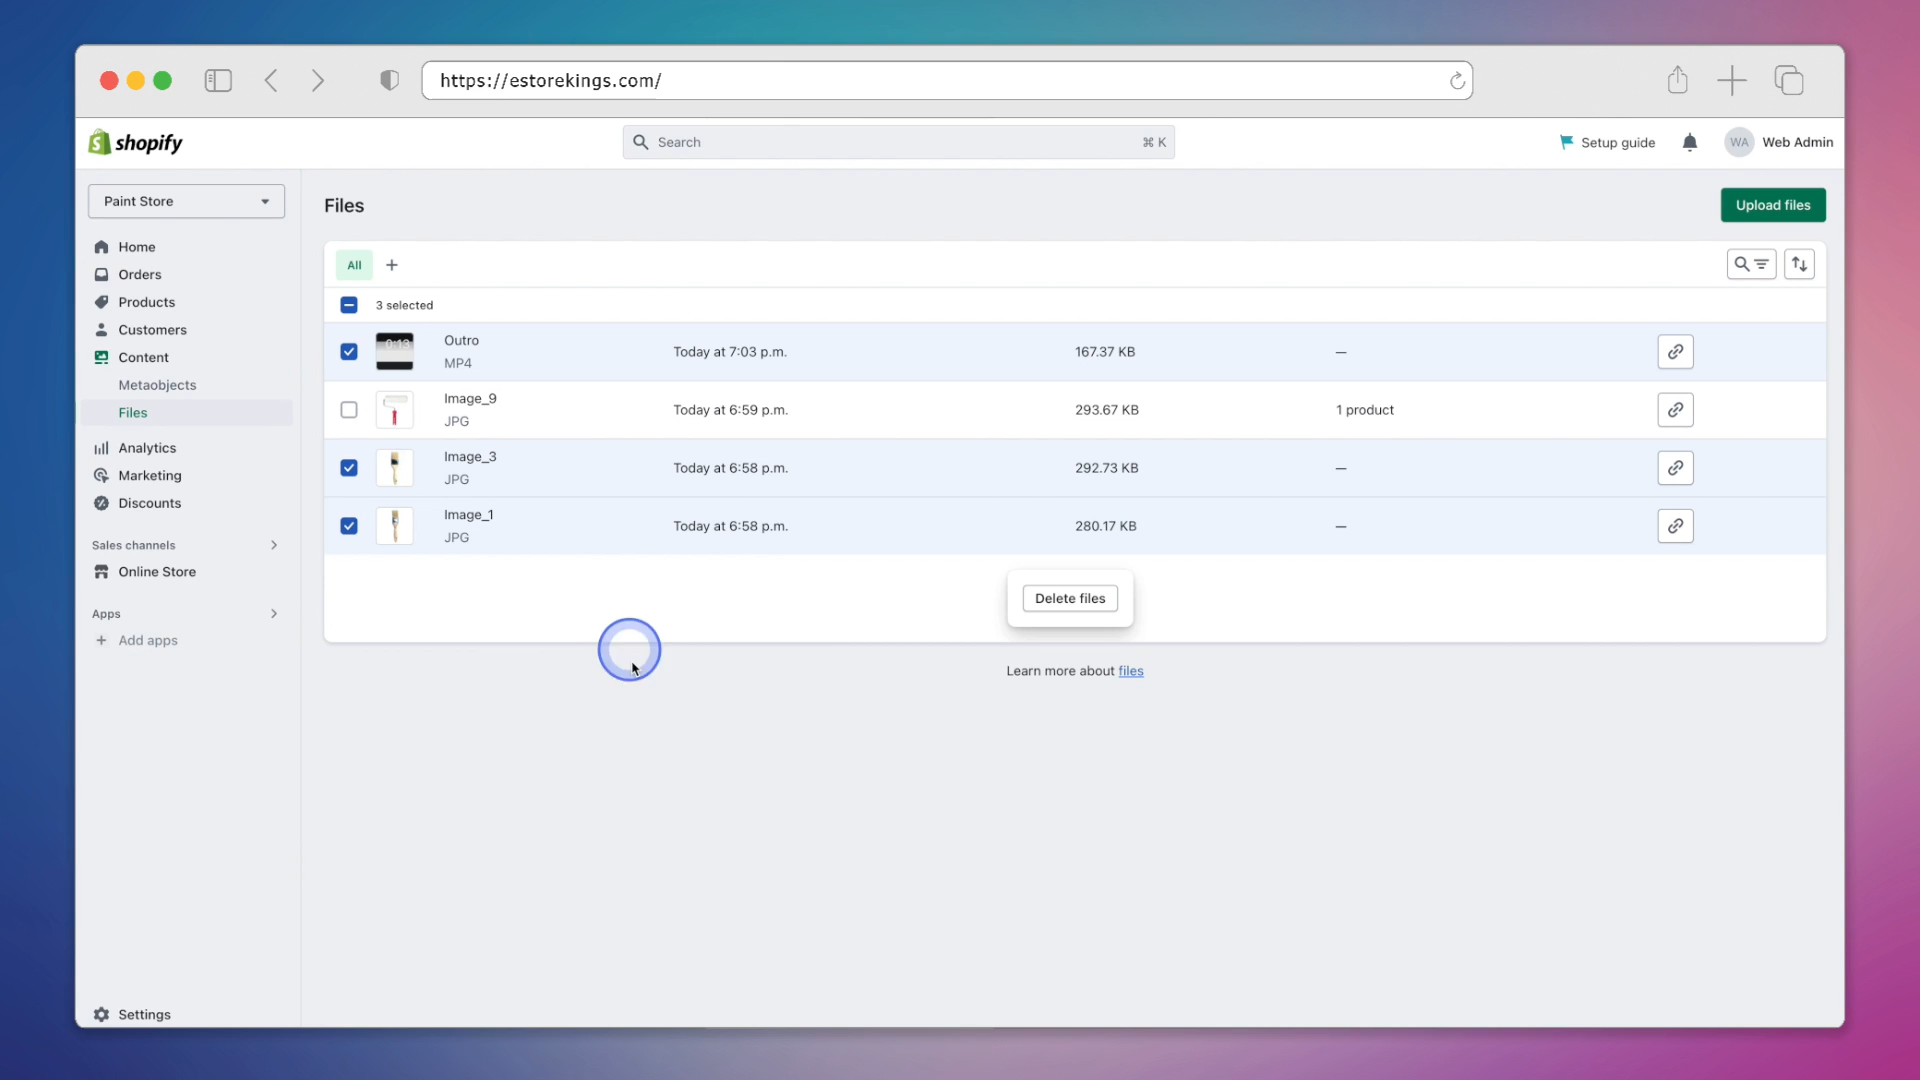 https://estorekings.com/
shopify
Search
⌘ K
Setup guide
WA
Web Admin
Paint Store
Files
Upload files
Home
Orders
Products
Customers
Content
Metaobjects
Files
Analytics
Marketing
Discounts
Sales channels
Online Store
Apps
Add apps
Settings
All
3 selected
0:13
Outro
MP4
Today at 7:03 p.m.
167.37 KB
—
Image_9
JPG
Today at 6:59 p.m.
293.67 KB
1 product
Image_3
JPG
Today at 6:58 p.m.
292.73 KB
—
Image_1
JPG
Today at 6:58 p.m.
280.17 KB
—
Delete files
Learn more about files